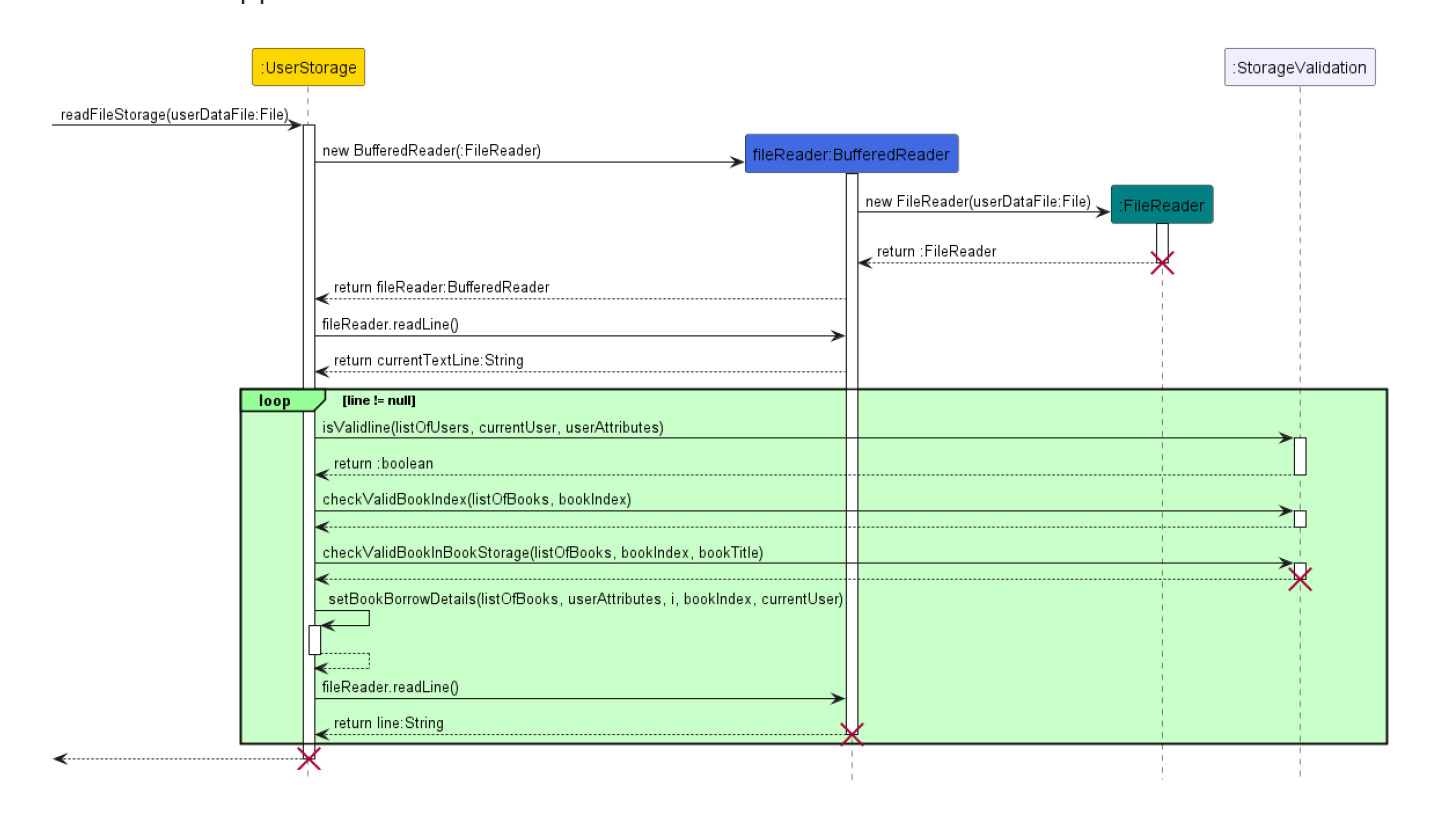 :UserStorage
:StorageValidation
readFileStorage(userDataFile:File)
new BufferedReader(:FileReader)
fileReader:BufferedReader
new FileReader(userDataFile:File)
:FileReader
return :FileReader
return fileReader:BufferedReader
fileReader.readLine()
return currentTextLine:String
loop
[line != null]
isValidline(listOfUsers, currentUser, userAttributes)
return :boolean
checkValidBookIndex(listOfBooks, bookIndex)
checkValidBookInBookStorage(listOfBooks, bookIndex, bookTitle)
setBookBorrowDetails(listOfBooks, userAttributes, i, bookIndex, currentUser)
fileReader.readLine()
return line:String